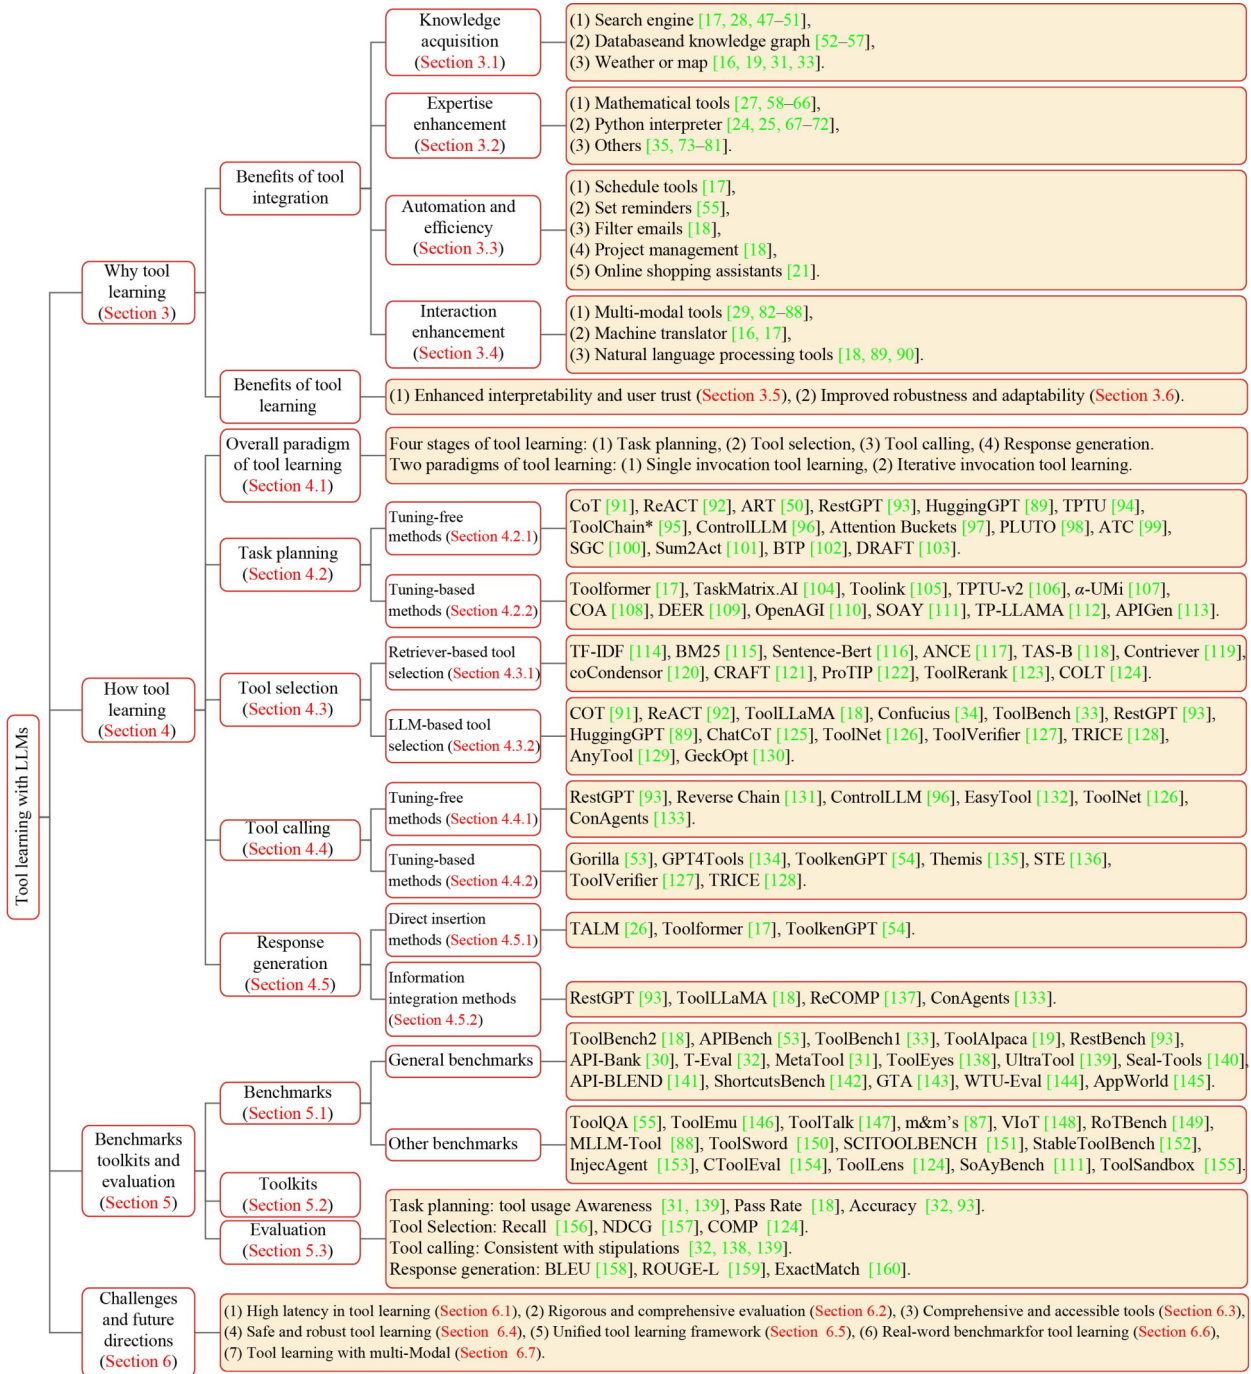 Tool learning with LLMs
Why tool
learning
(Section 3)
Benefits of tool
integration
Knowledge
acquisition
(Section 3.1)
(1) Search engine [17, 28, 47–51],
(2) Databaseand knowledge graph [52–57],
(3) Weather or map [16, 19, 31, 33].
Expertise
enhancement
(Section 3.2)
(1) Mathematical tools [27, 58–66],
(2) Python interpreter [24, 25, 67–72],
(3) Others [35, 73–81].
Automation and
efficiency
(Section 3.3)
(1) Schedule tools [17],
(2) Set reminders [55],
(3) Filter emails [18],
(4) Project management [18],
(5) Online shopping assistants [21].
Interaction
enhancement
(Section 3.4)
(1) Multi-modal tools [29, 82–88],
(2) Machine translator [16, 17],
(3) Natural language processing tools [18, 89, 90].
Benefits of tool
learning
(1) Enhanced interpretability and user trust (Section 3.5), (2) Improved robustness and adaptability (Section 3.6).
How tool
learning
(Section 4)
Overall paradigm
of tool learning
(Section 4.1)
Four stages of tool learning: (1) Task planning, (2) Tool selection, (3) Tool calling, (4) Response generation.
Two paradigms of tool learning: (1) Single invocation tool learning, (2) Iterative invocation tool learning.
Task planning
(Section 4.2)
Tuning-free
methods (Section 4.2.1)
CoT [91], ReACT [92], ART [50], RestGPT [93], HuggingGPT [89], TPTU [94],
ToolChain* [95], ControlLLM [96], Attention Buckets [97], PLUTO [98], ATC [99],
SGC [100], Sum2Act [101], BTP [102], DRAFT [103].
Tuning-based
methods (Section 4.2.2)
Toolformer [17], TaskMatrix.AI [104], Toolink [105], TPTU-v2 [106], α-UMi [107],
COA [108], DEER [109], OpenAGI [110], SOAY [111], TP-LLAMA [112], APIGen [113].
Tool selection
(Section 4.3)
Retriever-based tool
selection (Section 4.3.1)
TF-IDF [114], BM25 [115], Sentence-Bert [116], ANCE [117], TAS-B [118], Contriever [119],
coCondensor [120], CRAFT [121], ProTIP [122], ToolRerank [123], COLT [124].
LLM-based tool
selection (Section 4.3.2)
COT [91], ReACT [92], ToolLLaMA [18], Confucius [34], ToolBench [33], RestGPT [93],
HuggingGPT [89], ChatCoT [125], ToolNet [126], ToolVerifier [127], TRICE [128],
AnyTool [129], GeckOpt [130].
Tool calling
(Section 4.4)
Tuning-free
methods (Section 4.4.1)
RestGPT [93], Reverse Chain [131], ControlLLM [96], EasyTool [132], ToolNet [126],
ConAgents [133].
Tuning-based
methods (Section 4.4.2)
Gorilla [53], GPT4Tools [134], ToolkenGPT [54], Themis [135], STE [136],
ToolVerifier [127], TRICE [128].
Response
generation
(Section 4.5)
Direct insertion
methods (Section 4.5.1)
TALM [26], Toolformer [17], ToolkenGPT [54].
Information
integration methods
(Section 4.5.2)
RestGPT [93], ToolLLaMA [18], ReCOMP [137], ConAgents [133].
Benchmarks
toolkits and
evaluation
(Section 5)
Benchmarks
(Section 5.1)
General benchmarks
ToolBench2 [18], APIBench [53], ToolBench1 [33], ToolAlpaca [19], RestBench [93],
API-Bank [30], T-Eval [32], MetaTool [31], ToolEyes [138], UltraTool [139], Seal-Tools [140],
API-BLEND [141], ShortcutsBench [142], GTA [143], WTU-Eval [144], AppWorld [145].
Other benchmarks
ToolQA [55], ToolEmu [146], ToolTalk [147], m&m's [87], VIoT [148], RoTBench [149],
MLLM-Tool [88], ToolSword [150], SCITOOLBENCH [151], StableToolBench [152],
InjecAgent [153], CToolEval [154], ToolLens [124], SoAyBench [111], ToolSandbox [155].
Toolkits
(Section 5.2)
Evaluation
(Section 5.3)
Task planning: tool usage Awareness [31, 139], Pass Rate [18], Accuracy [32, 93].
Tool Selection: Recall [156], NDCG [157], COMP [124].
Tool calling: Consistent with stipulations [32, 138, 139].
Response generation: BLEU [158], ROUGE-L [159], ExactMatch [160].
Challenges
and future
directions
(Section 6)
(1) High latency in tool learning (Section 6.1), (2) Rigorous and comprehensive evaluation (Section 6.2), (3) Comprehensive and accessible tools (Section 6.3),
(4) Safe and robust tool learning (Section 6.4), (5) Unified tool learning framework (Section 6.5), (6) Real-word benchmarkfor tool learning (Section 6.6),
(7) Tool learning with multi-Modal (Section 6.7).